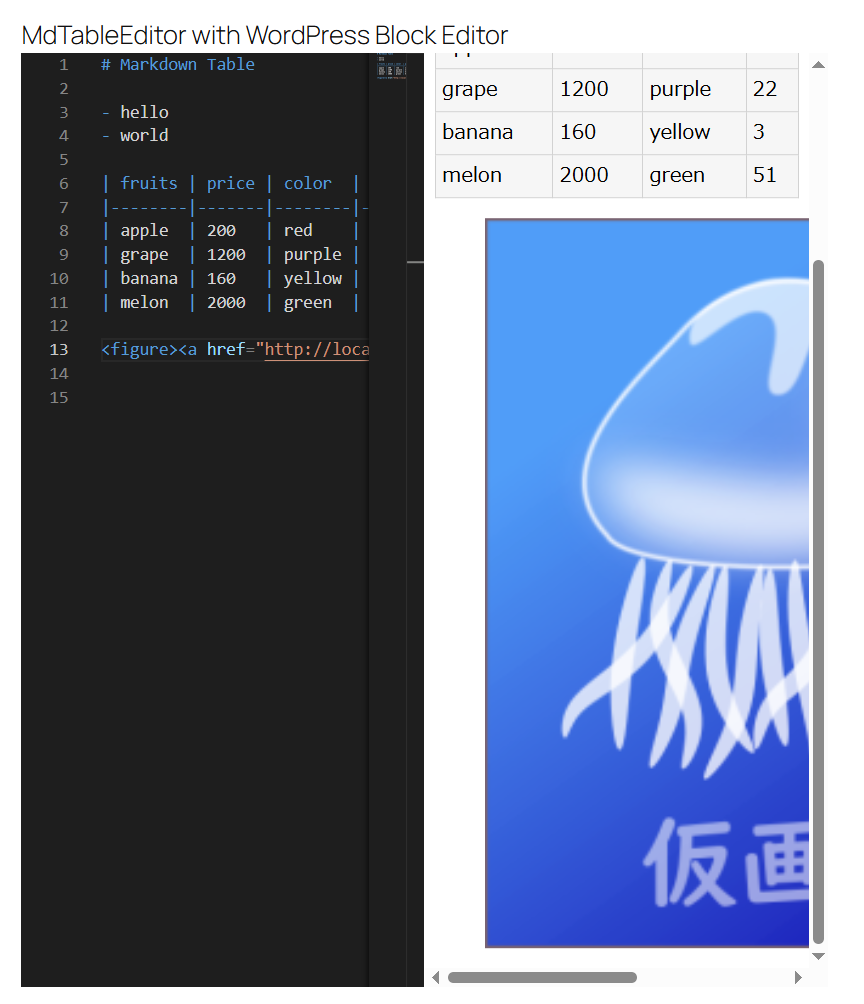 MdTableEditor with WordPress Block Editor
1 # Markdown Table
2
3 - hello
4 - world
5
6 | fruits | price | color |
7 |--------|-------|--------|-
8 | apple | 200 | red |
9 | grape | 1200 | purple |
10 | banana | 160 | yellow |
11 | melon | 2000 | green |
12
13 <figure><a href="http://loca
14
15
grape 1200 purple 22
banana 160 yellow 3
melon 2000 green 51
仮画